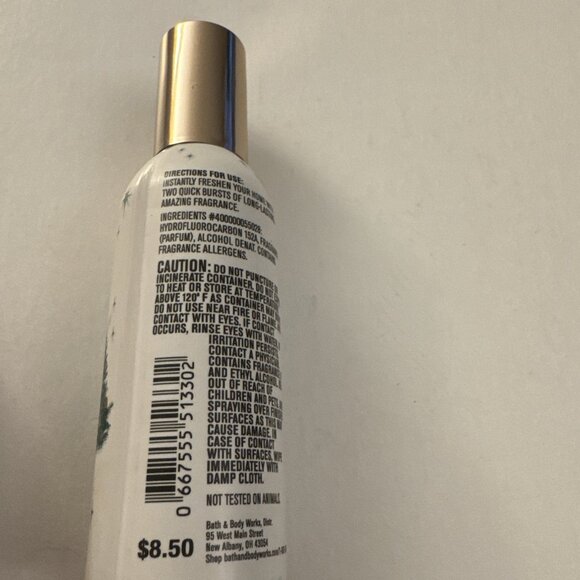 DIRECTIONS FOR USE:
INSTANTLY FRESHEN YOUR HOME
TWO QUICK BURSTS OF LONG-LASTING
AMAZING FRAGRANCE.
INGREDIENTS #400000055028:
HYDROFLUOROCARBON 152A,
(PARFUM), ALCOHOL DENAT.
FRAGRANCE ALLERGENS.
CAUTION: DO NOT PUNCTURE
INCINERATE CONTAINER. DO NOT
TO HEAT OR STORE AT
ABOVE 120° F AS CONTAINER MAY
DO NOT USE NEAR FIRE OR
CONTACT WITH EYES. IF CONTACT
OCCURS, RINSE EYES WITH WATER.
IRRITATION PERSISTS
CONTACT A PHYSICIAN
CONTAINS FRAGRANCE
AND ETHYL ALCOHOL.
OUT OF REACH OF
CHILDREN AND PETS.
SPRAYING OVER
SURFACES AS THIS MAY
CAUSE DAMAGE. IN
CASE OF CONTACT
WITH SURFACES,
IMMEDIATELY WITH
DAMP CLOTH.
NOT TESTED ON ANIMALS
0 667555 513302
$8.50
Bath & Body Works, Distr.
95 West Main Street
New Albany, OH 43054
Shop bathandbodyworks.com